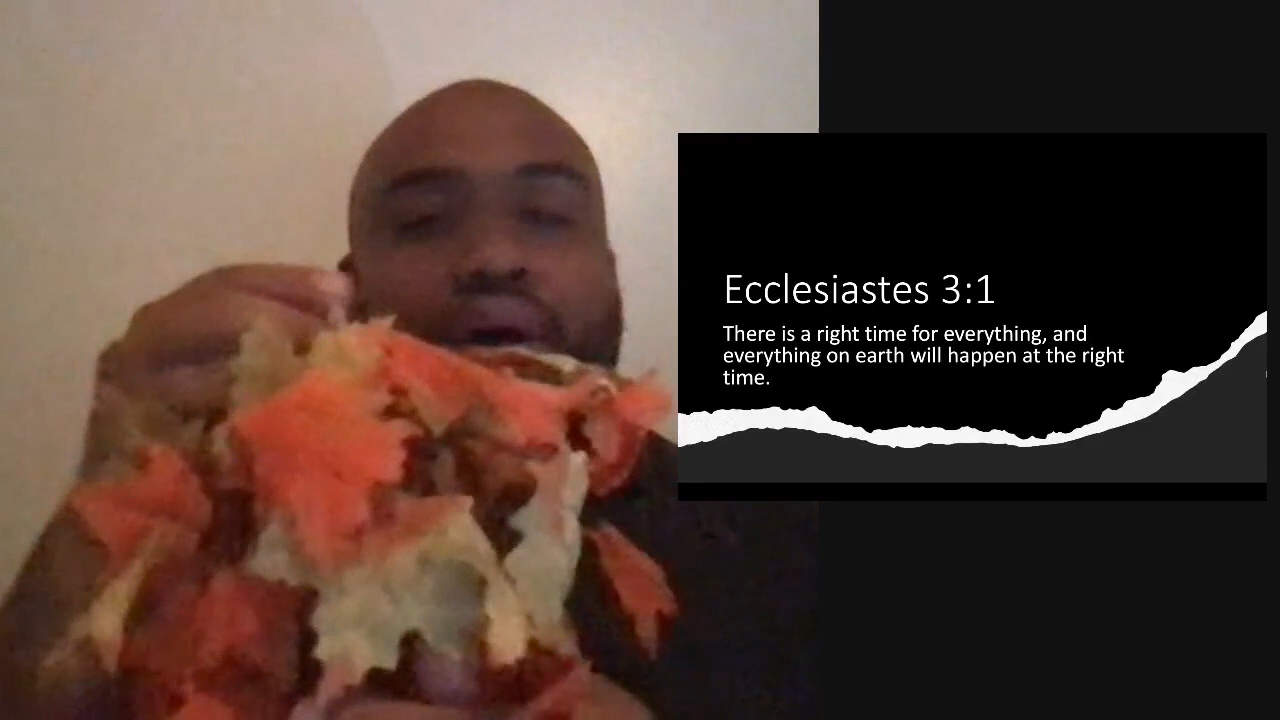 Ecclesiastes 3:1
There is a right time for everything, and
everything on earth will happen at the right
time.